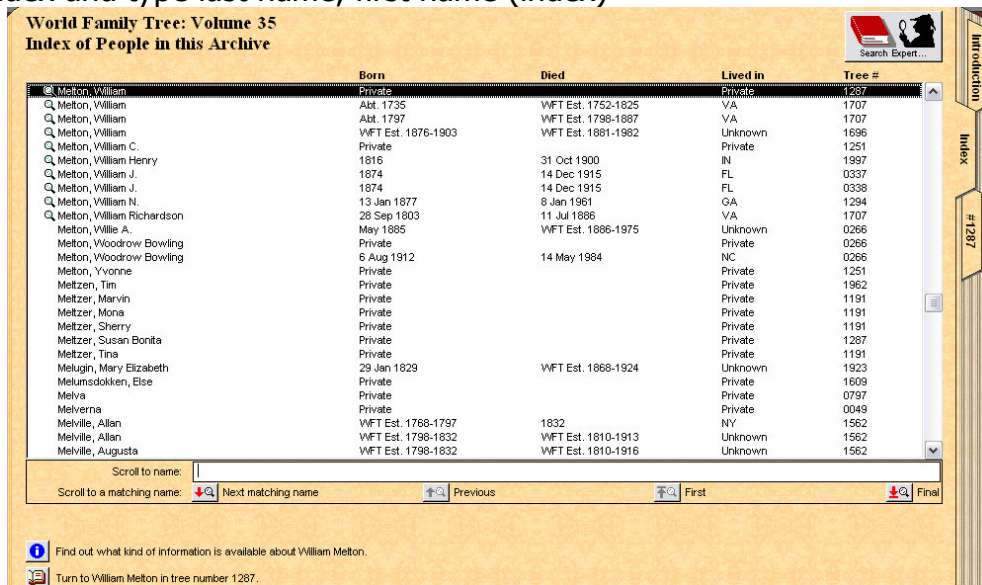 index and type last name, first name (index)
World Family Tree: Volume 35
Index of People in this Archive
Search Expert...
Born Died Lived in Tree #
Melton, William Private Private 1287
Melton, William Abt. 1735 WFT Est. 1752-1825 VA 1707
Melton, William Abt. 1797 WFT Est. 1798-1887 VA 1707
Melton, William WFT Est. 1876-1903 WFT Est. 1881-1982 Unknown 1696
Melton, William C. Private Private 1251
Melton, William Henry 1816 31 Oct 1900 IN 1997
Melton, William J. 1874 14 Dec 1915 FL 0337
Melton, William J. 1874 14 Dec 1915 FL 0338
Melton, William N. 13 Jan 1877 8 Jan 1961 GA 1294
Melton, William Richardson 28 Sep 1803 11 Jul 1886 VA 1707
Melton, Willie A. May 1885 WFT Est. 1886-1975 Unknown 0266
Melton, Woodrow Bowling Private Private 0266
Melton, Woodrow Bowling 6 Aug 1912 14 May 1984 NC 0266
Melton, Yvonne Private Private 1251
Meltzen, Tim Private Private 1962
Meltzer, Marvin Private Private 1191
Meltzer, Mona Private Private 1191
Meltzer, Sherry Private Private 1191
Meltzer, Susan Bonita Private Private 1287
Meltzer, Tina Private Private 1191
Melugin, Mary Elizabeth 29 Jan 1829 WFT Est. 1868-1924 Unknown 1923
Melumsdokken, Else Private Private 1609
Melva Private Private 0797
Melverna Private Private 0049
Melville, Allan WFT Est. 1768-1797 1832 NY 1562
Melville, Allan WFT Est. 1798-1832 WFT Est. 1810-1913 Unknown 1562
Melville, Augusta WFT Est. 1798-1832 WFT Est. 1810-1916 Unknown 1562
Scroll to name:
Scroll to a matching name: Next matching name Previous First Final
Find out what kind of information is available about William Melton.
Turn to William Melton in tree number 1287.
Introduction
Index
#1287